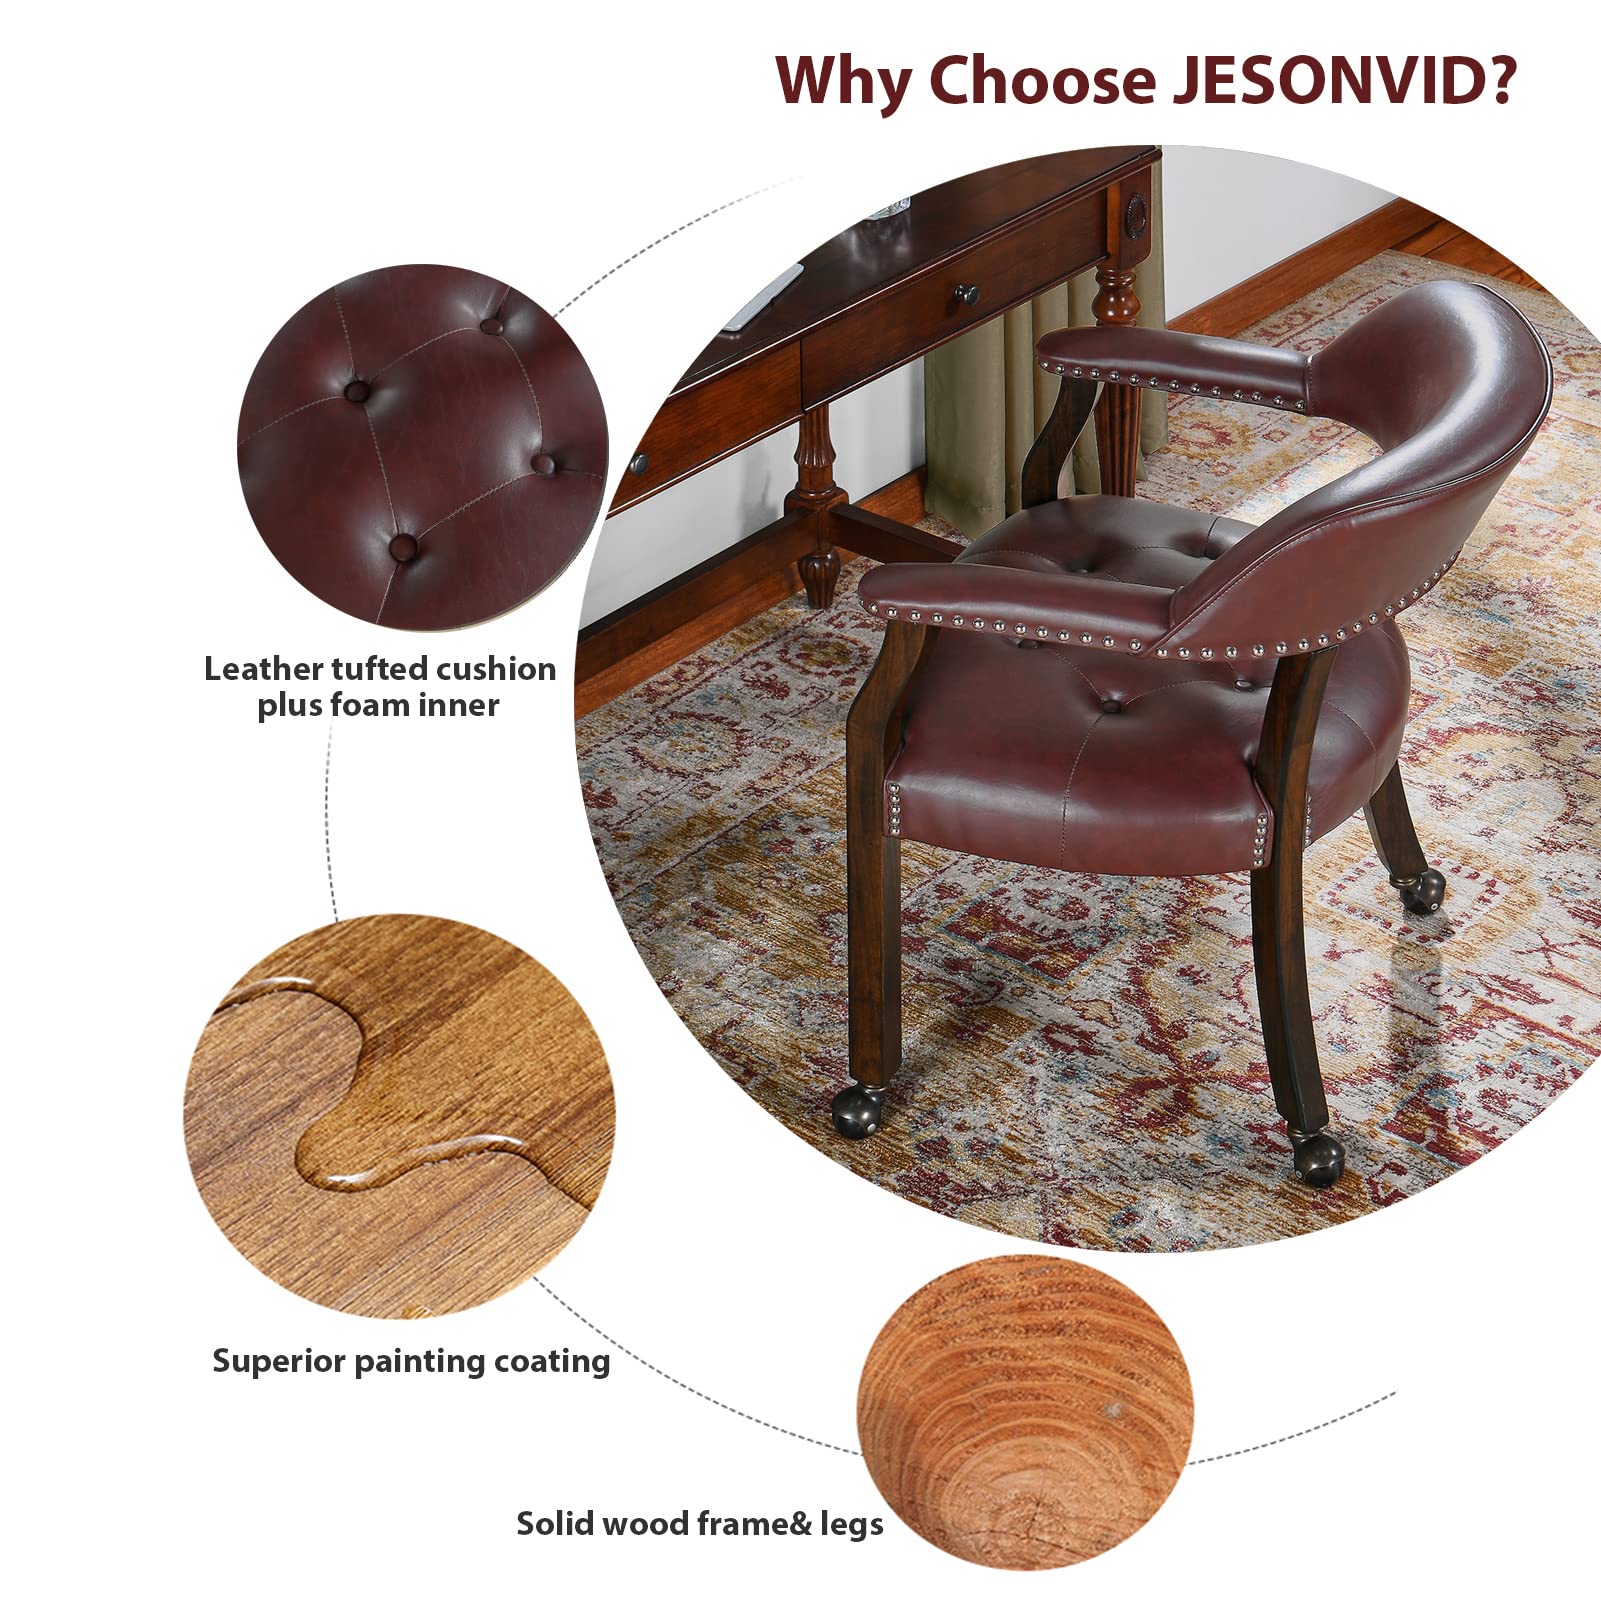 Why Choose JESONVID?
Leather tufted cushion
plus foam inner
Superior painting coating
Solid wood frame& legs